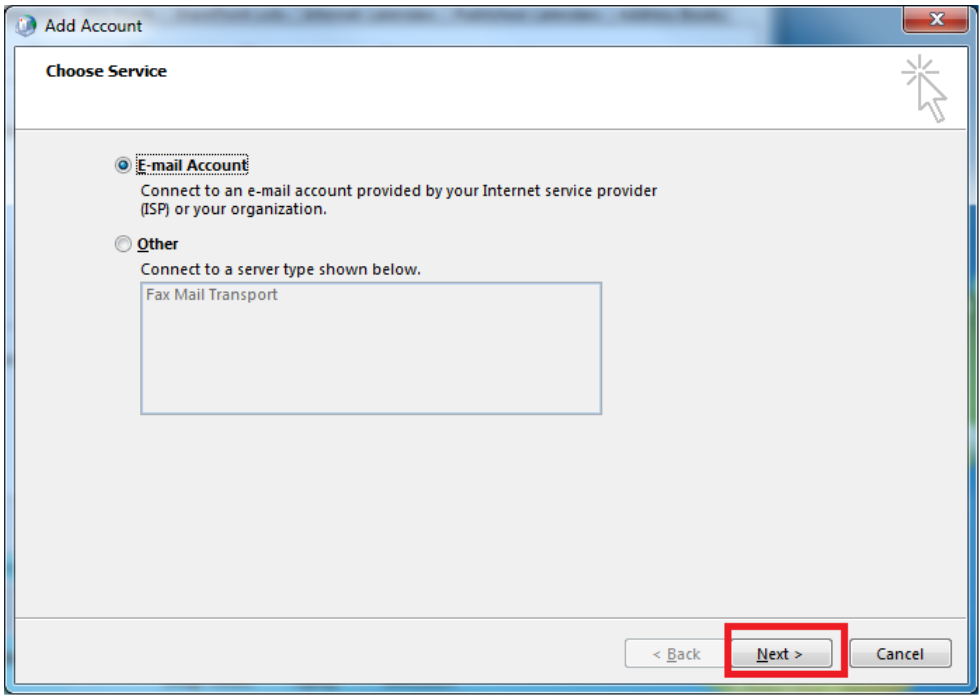 Add Account
Choose Service
E-mail Account
Connect to an e-mail account provided by your Internet service provider
(ISP) or your organization.
Other
Connect to a server type shown below.
Fax Mail Transport
< Back
Next >
Cancel